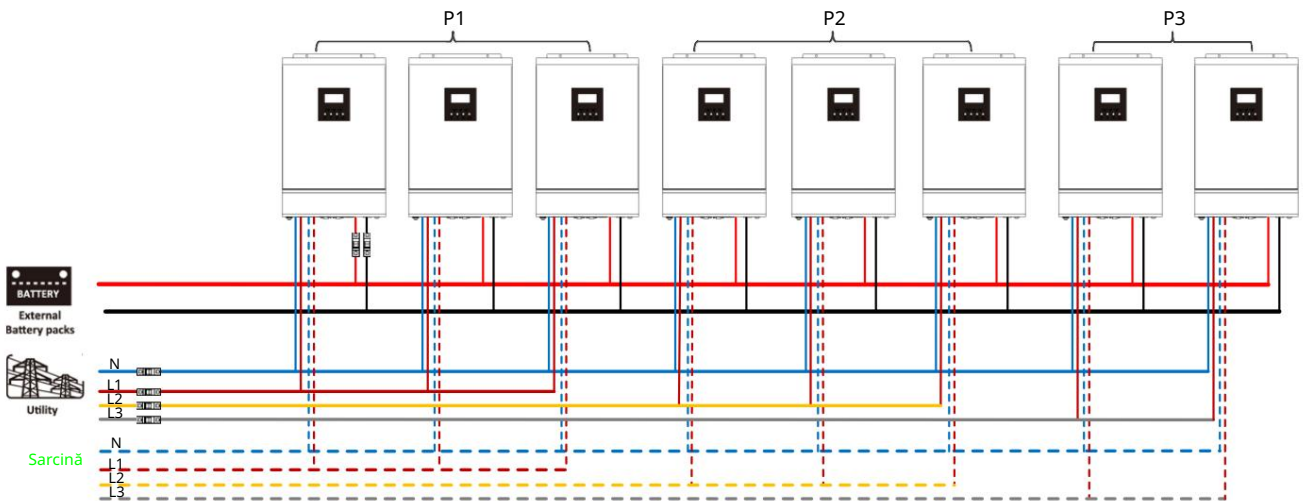 P1
P2
P3
BATTERY
External
Battery packs
N
L1
L2
L3
Utility
N
Sarcină
L1
L2
L3